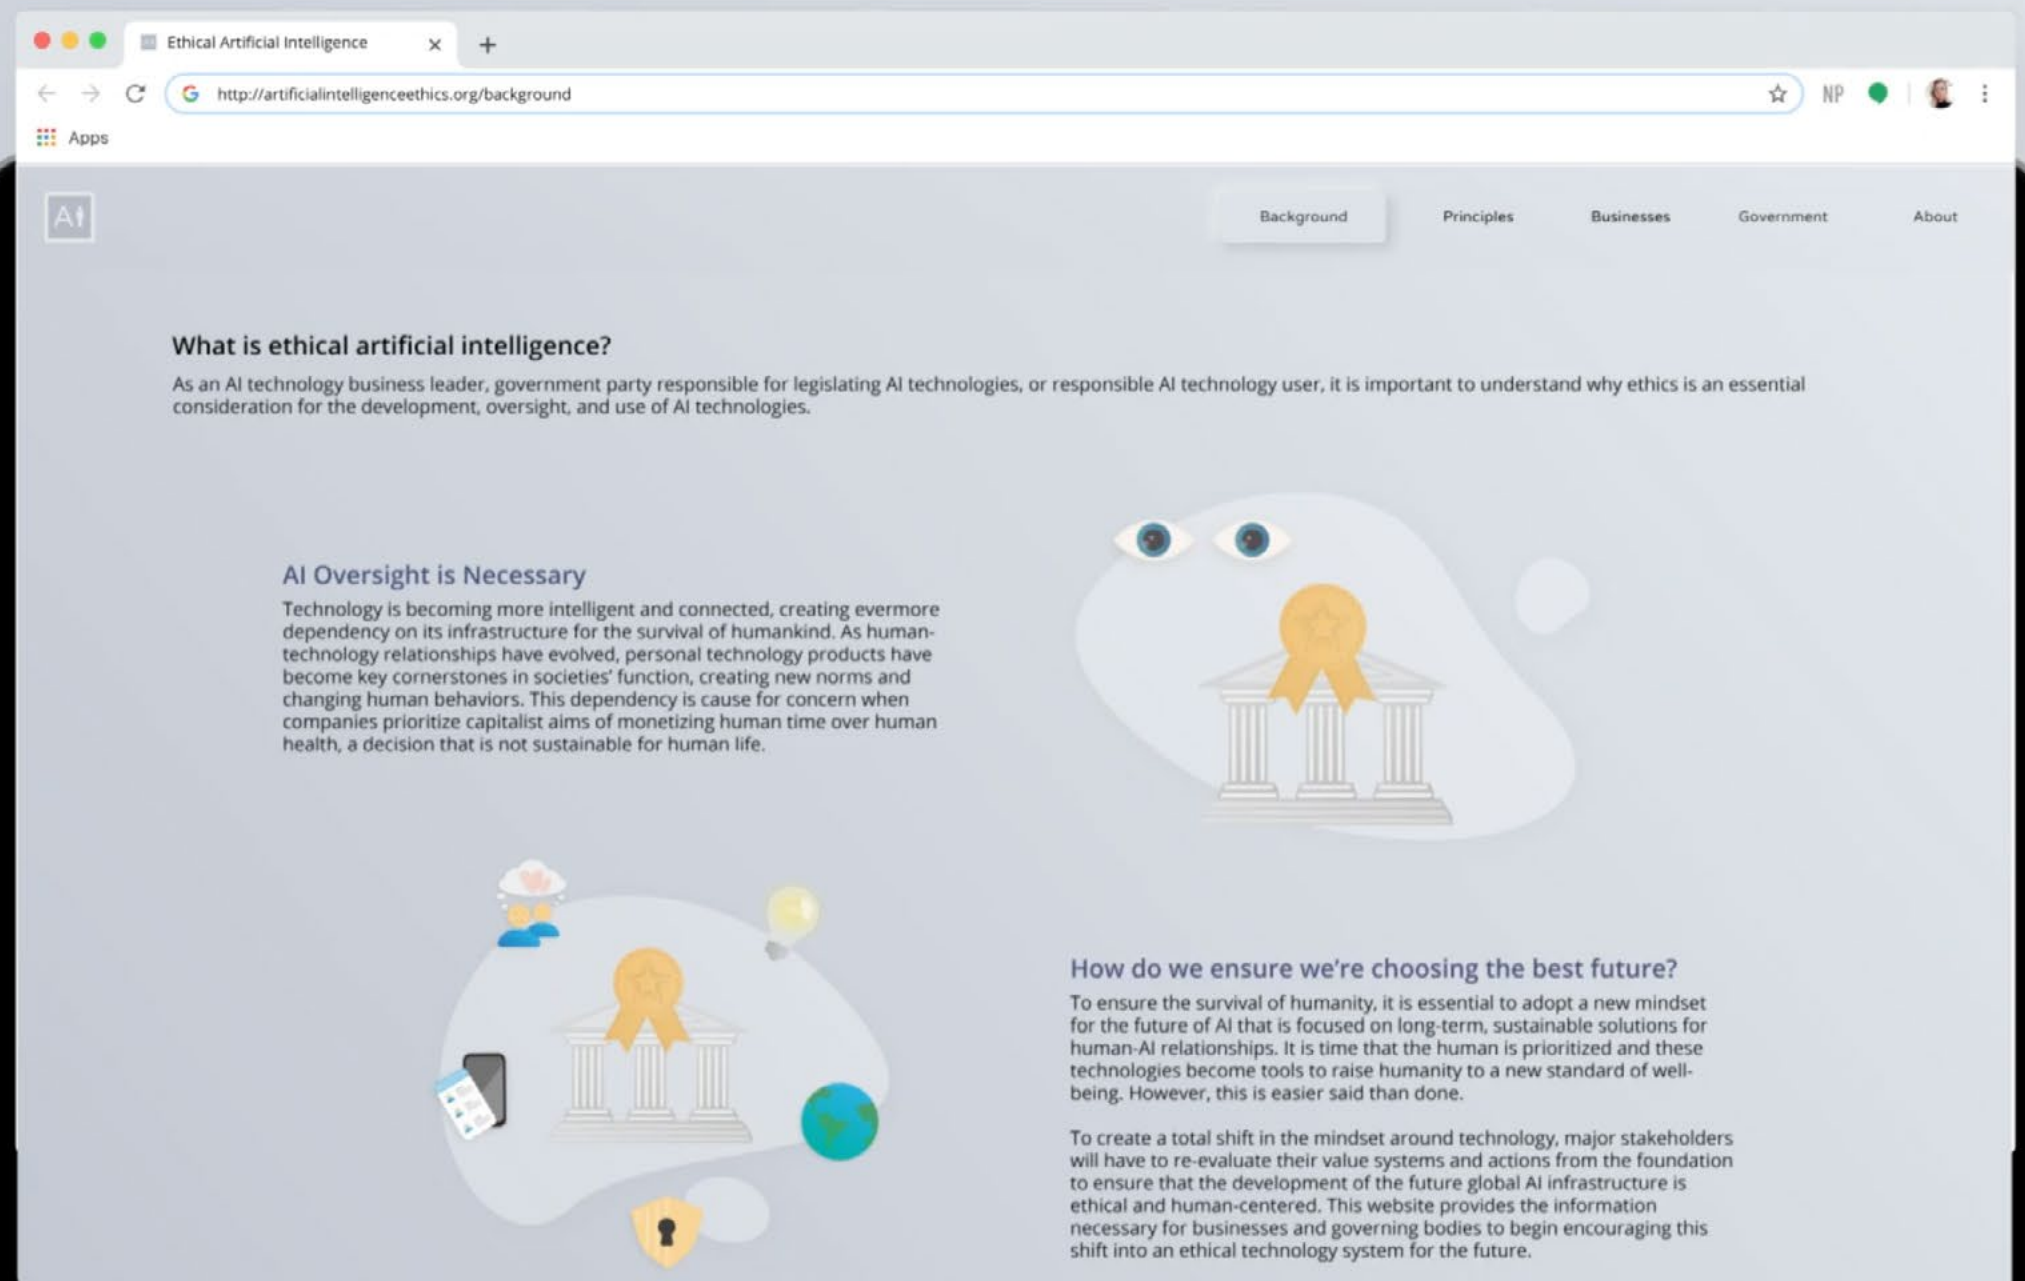 Ethical Artificial Intelligence
http://artificialintelligenceethics.org/background
NP
Apps
AI
Background
Principles
Businesses
Government
About
What is ethical artificial intelligence?
As an AI technology business leader, government party responsible for legislating AI technologies, or responsible AI technology user, it is important to understand why ethics is an essential
consideration for the development, oversight, and use of AI technologies.
AI Oversight is Necessary
Technology is becoming more intelligent and connected, creating evermore
dependency on its infrastructure for the survival of humankind. As human-
technology relationships have evolved, personal technology products have
become key cornerstones in societies' function, creating new norms and
changing human behaviors. This dependency is cause for concern when
companies prioritize capitalist aims of monetizing human time over human
health, a decision that is not sustainable for human life.
How do we ensure we're choosing the best future?
To ensure the survival of humanity, it is essential to adopt a new mindset
for the future of AI that is focused on long-term, sustainable solutions for
human-AI relationships. It is time that the human is prioritized and these
technologies become tools to raise humanity to a new standard of well-
being. However, this is easier said than done.
To create a total shift in the mindset around technology, major stakeholders
will have to re-evaluate their value systems and actions from the foundation
to ensure that the development of the future global AI infrastructure is
ethical and human-centered. This website provides the information
necessary for businesses and governing bodies to begin encouraging this
shift into an ethical technology system for the future.